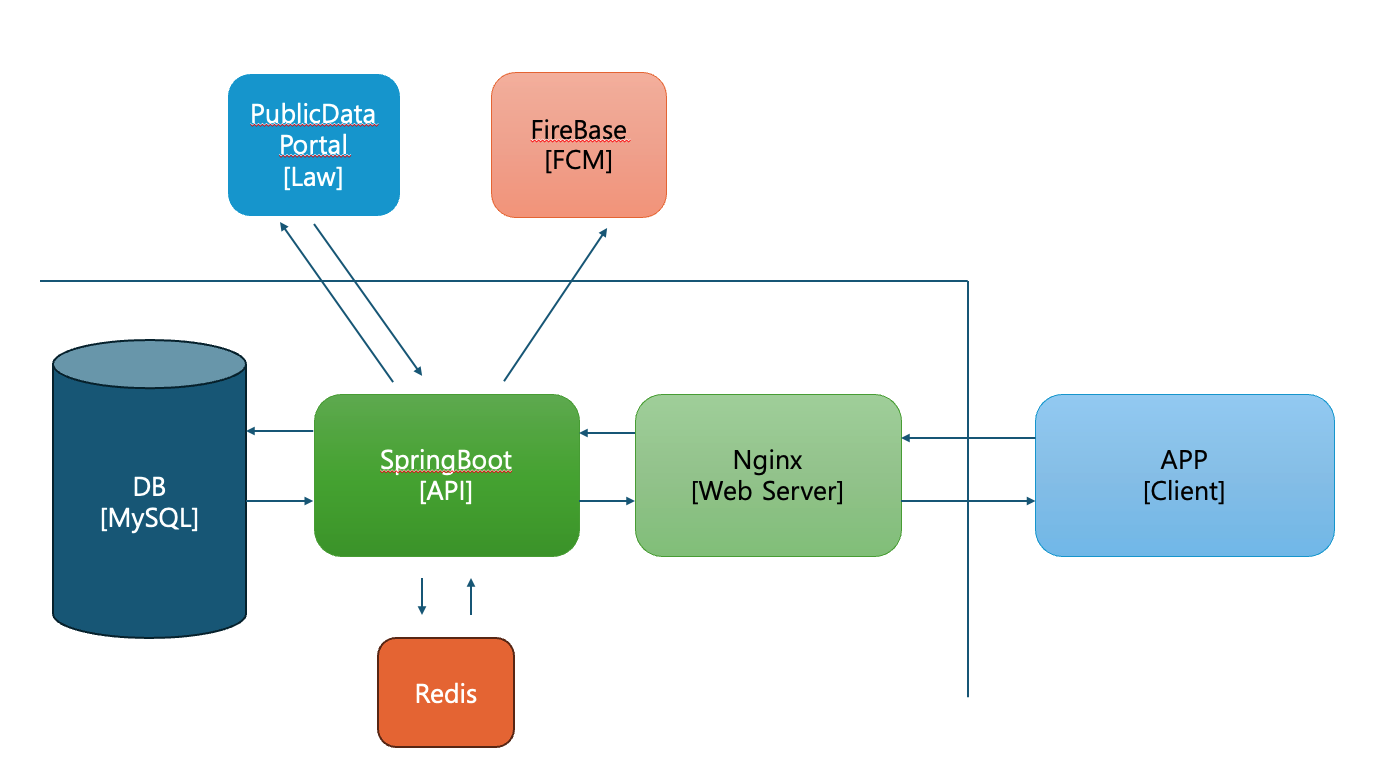 PublicData
Portal
[Law]
FireBase
[FCM]
DB
[MySQL]
SpringBoot
[API]
Nginx
[Web Server]
APP
[Client]
Redis